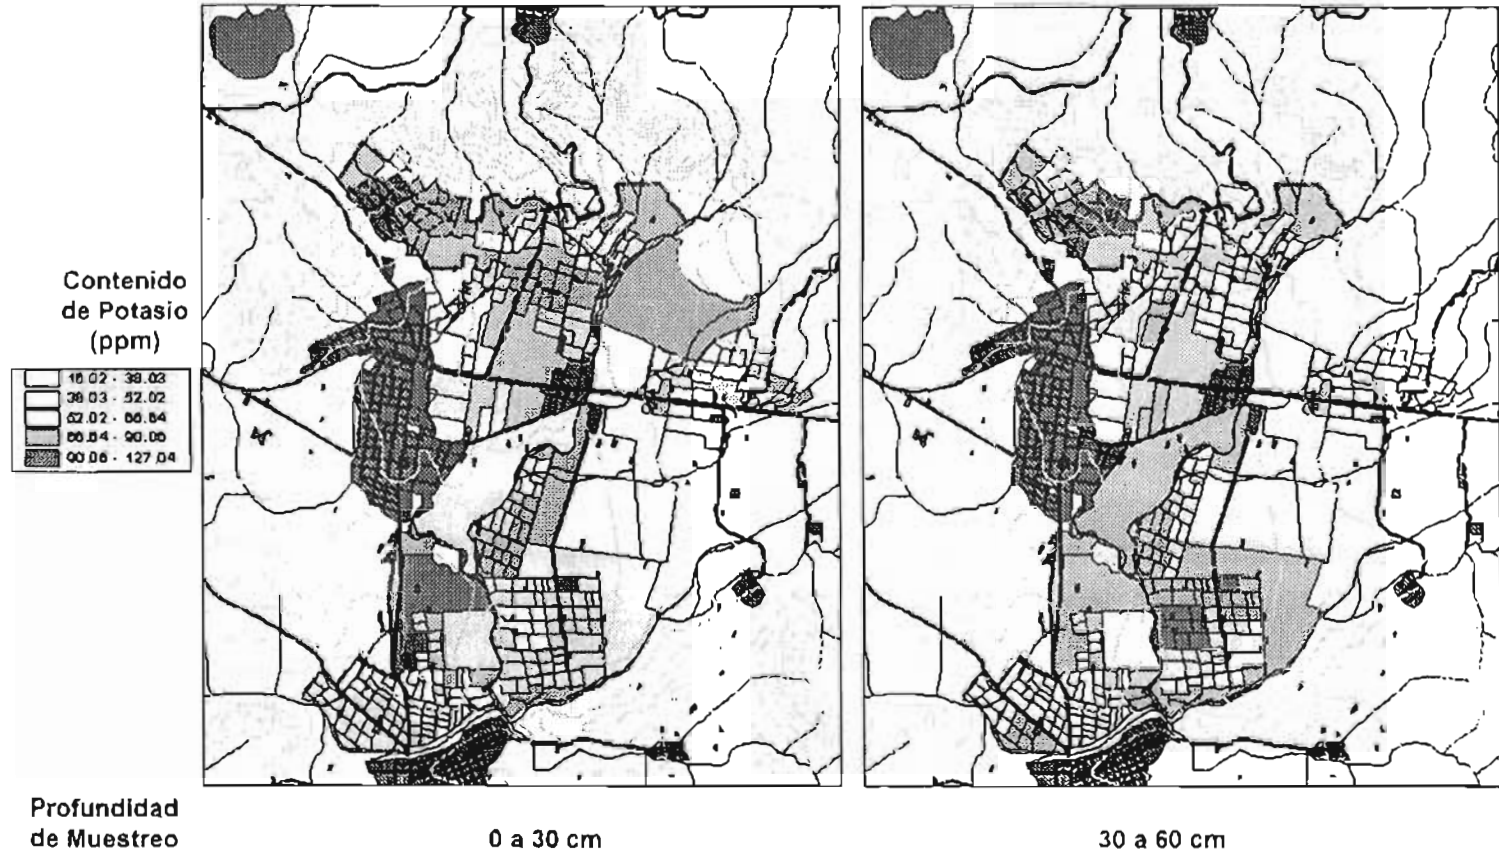 Contenido
de Potasio
(ppm)
16.02 - 38.03
38.03 - 52.02
52.02 - 66.64
66.64 - 90.06
90.06 - 127.04
Profundidad
de Muestreo
0 a 30 cm
30 a 60 cm